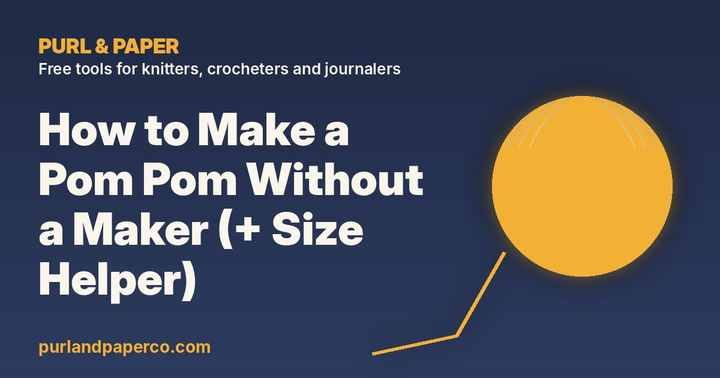 PURL & PAPER
Free tools for knitters, crocheters and journalers
How to Make a
Pom Pom Without
a Maker (+ Size
Helper)
purlandpaperco.com